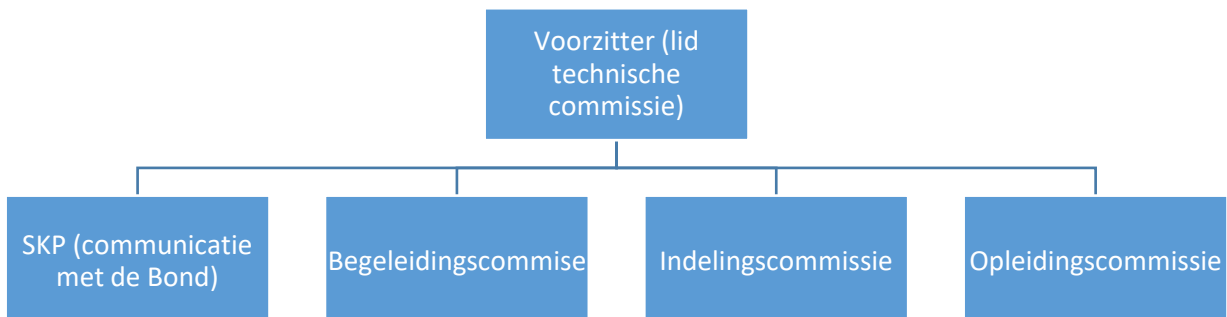 Voorzitter (lid
technische
commissie)
SKP (communicatie
met de Bond)
Begeleidingscommise
Indelingscommissie
Opleidingscommissie